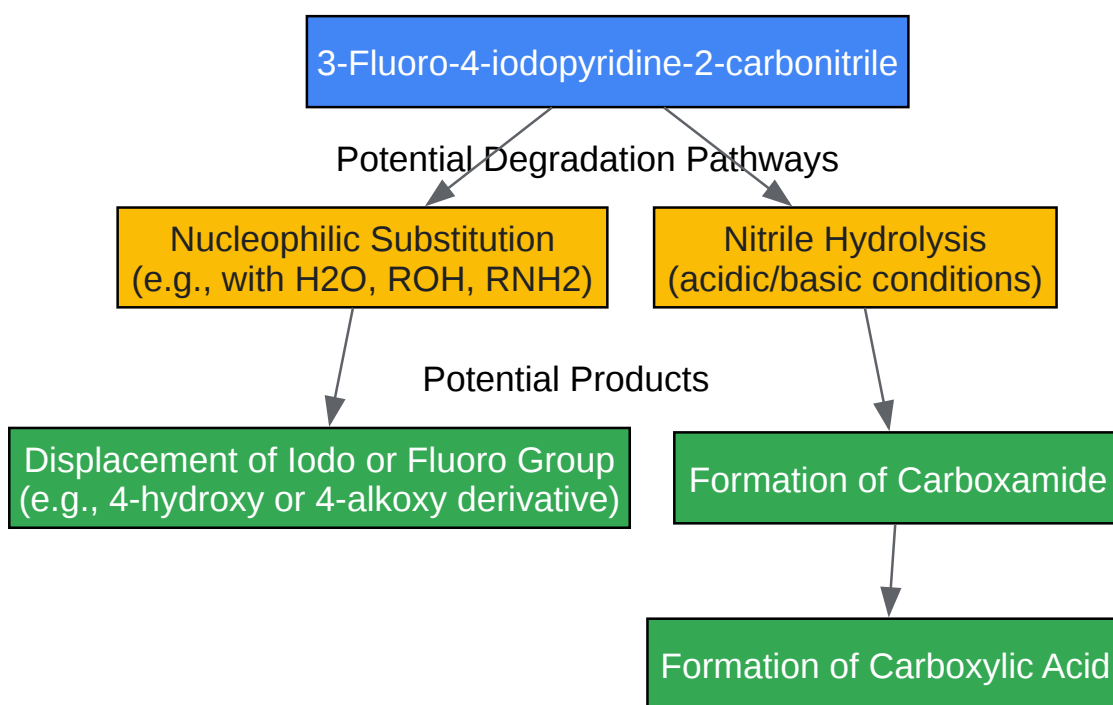 3-Fluoro-4-iodopyridine-2-carbonitrile
Potential Degradation Pathways
Nucleophilic Substitution
(e.g., with H2O, ROH, RNH2)
Nitrile Hydrolysis
(acidic/basic conditions)
Potential Products
Displacement of Iodo or Fluoro Group
(e.g., 4-hydroxy or 4-alkoxy derivative)
Formation of Carboxamide
Formation of Carboxylic Acid